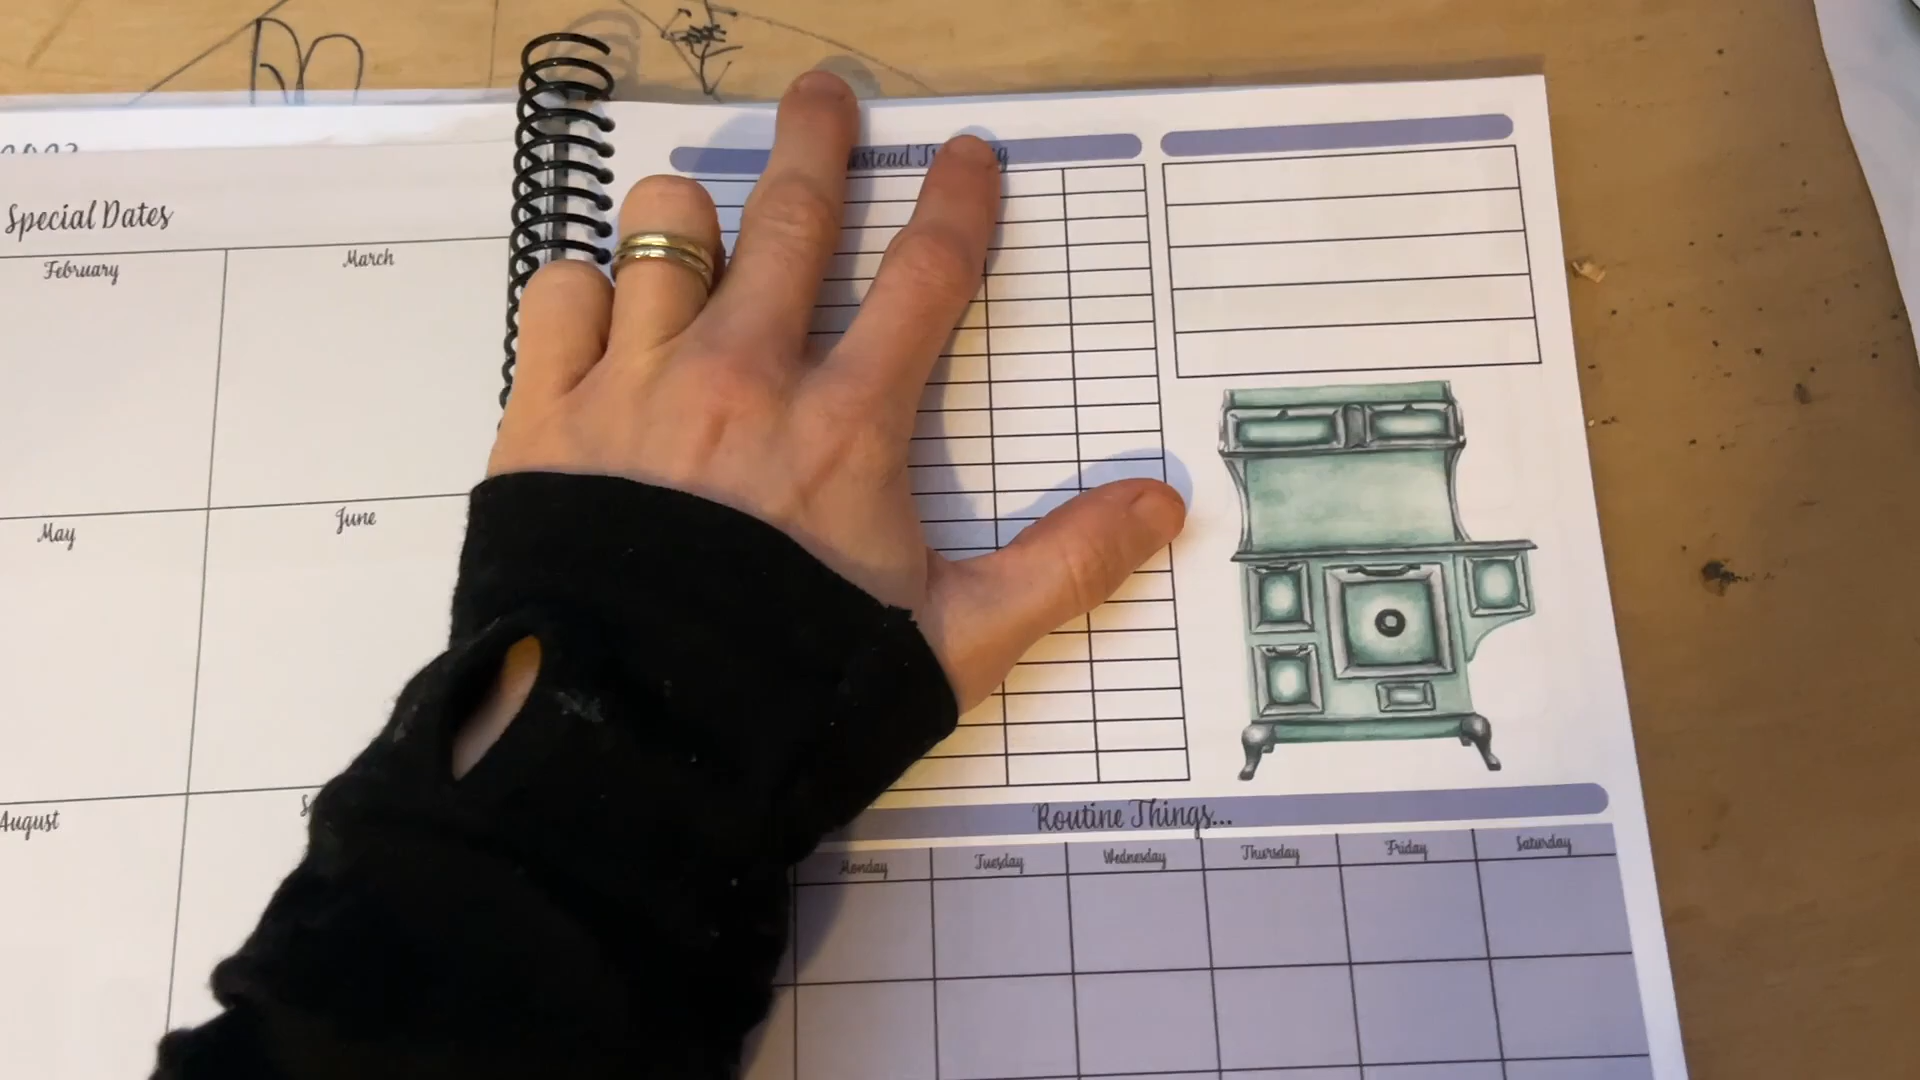 Special Dates
February
March
May
June
August
Routine Things...
Monday
Tuesday
Wednesday
Thursday
Friday
Saturday